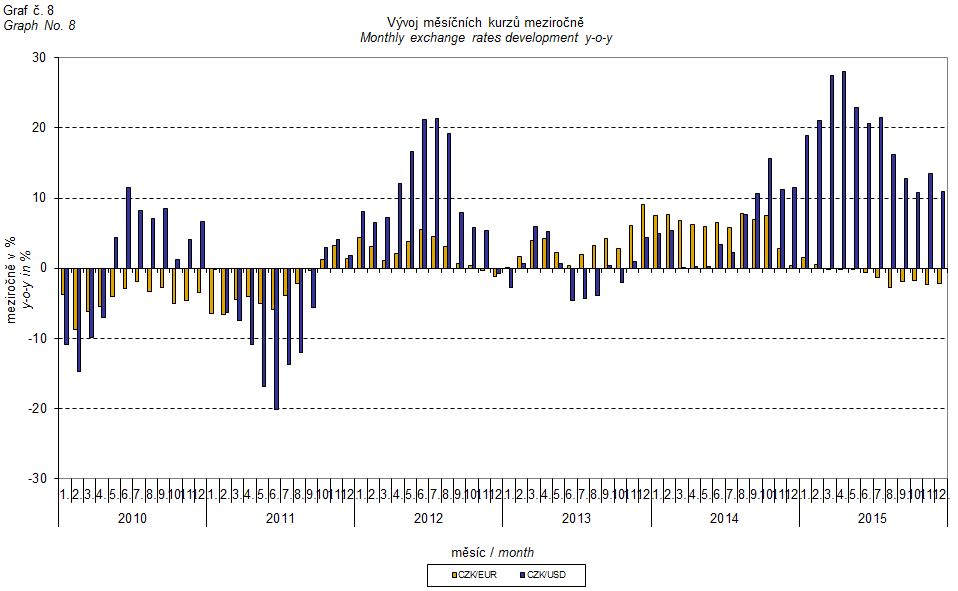 Graf č. 8
Graph No. 8
Vývoj měsíčních kurzů meziročně
Monthly exchange rates development y-o-y
meziročně v %
y-o-y in %
30
20
10
0
-10
-20
-30
1. 2. 3. 4. 5. 6. 7. 8. 9. 10 11 12 1. 2. 3. 4. 5. 6. 7. 8. 9. 10 11 12 1. 2. 3. 4. 5. 6. 7. 8. 9. 10 11 12 1. 2. 3. 4. 5. 6. 7. 8. 9. 10 11 12 1. 2. 3. 4. 5. 6. 7. 8. 9. 10 11 12 1. 2. 3. 4. 5. 6. 7. 8. 9. 10 11 12.
2010 2011 2012 2013 2014 2015
měsíc / month
CZK/EUR CZK/USD